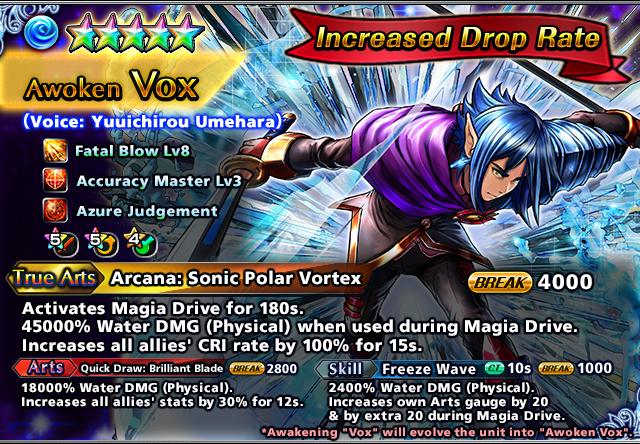 Increased Drop Rate
Awoken Vox
(Voice: Yuuichirou Umehara)
Fatal Blow Lv8
Accuracy Master Lv3
Azure Judgement
5 5 4
True Arts Arcana: Sonic Polar Vortex BREAK 4000
Activates Magia Drive for 180s.
45000% Water DMG (Physical) when used during Magia Drive.
Increases all allies' CRI rate by 100% for 15s.
Arts Quick Draw: Brilliant Blade BREAK 2800
18000% Water DMG (Physical).
Increases all allies' stats by 30% for 12s.
Skill Freeze Wave CT 10s BREAK 1000
2400% Water DMG (Physical).
Increases own Arts gauge by 20
& by extra 20 during Magia Drive.
*Awakening "Vox" will evolve the unit into "Awoken Vox".